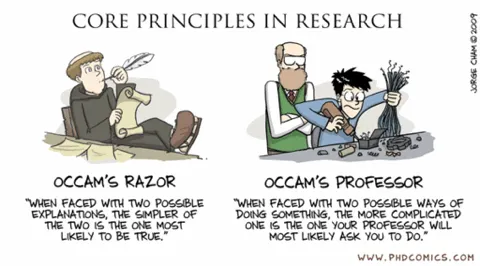 CORE PRINCIPLES IN RESEARCH
JORGE CHAM © 2009
OCCAM'S RAZOR
"WHEN FACED WITH TWO POSSIBLE
EXPLANATIONS, THE SIMPLER OF
THE TWO IS THE ONE MOST
LIKELY TO BE TRUE."
OCCAM'S PROFESSOR
"WHEN FACED WITH TWO POSSIBLE WAYS OF
DOING SOMETHING, THE MORE COMPLICATED
ONE IS THE ONE YOUR PROFESSOR WILL
MOST LIKELY ASK YOU TO DO."
WWW.PHDCOMICS.COM